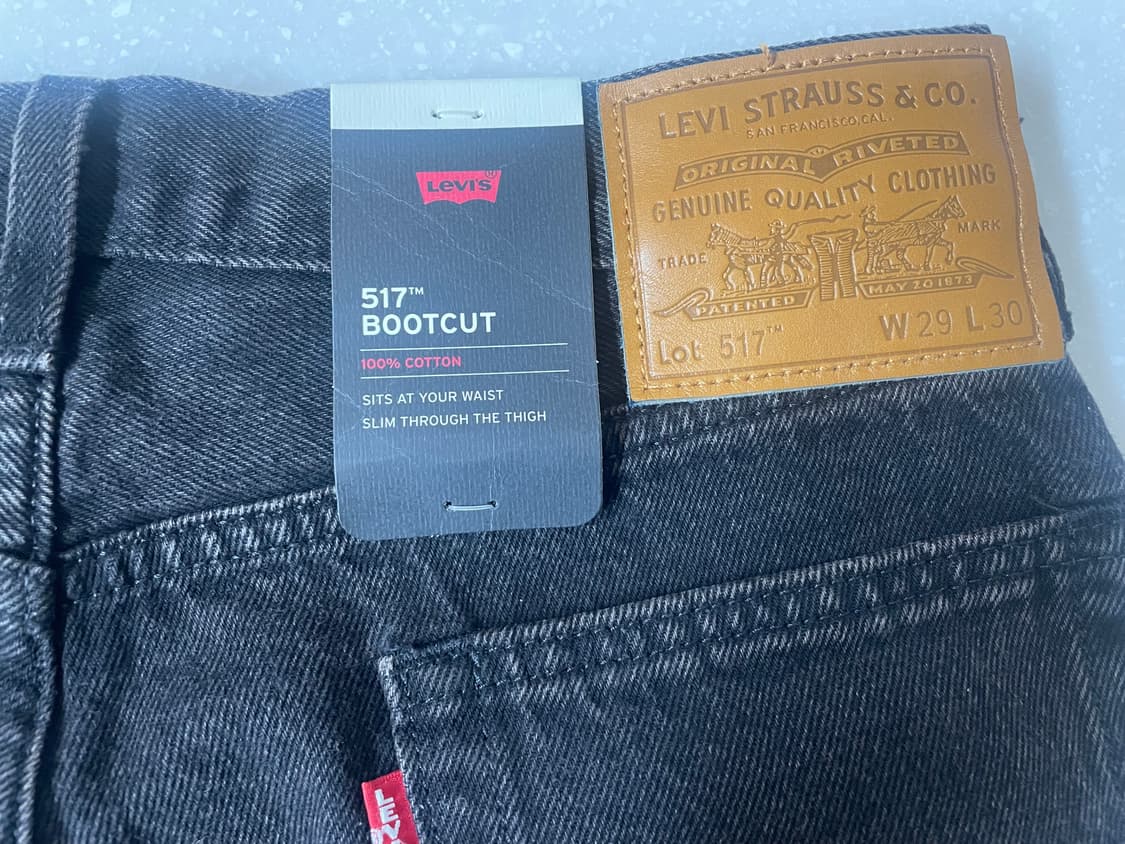 LEVI'S®
517™
BOOTCUT
100% COTTON
SITS AT YOUR WAIST
SLIM THROUGH THE THIGH
LEVI STRAUSS & CO.
SAN FRANCISCO, CAL.
ORIGINAL RIVETED
GENUINE QUALITY CLOTHING
TRADE MARK
PATENTED MAY 20 1873
Lot 517™ W 29 L 30
LEVI